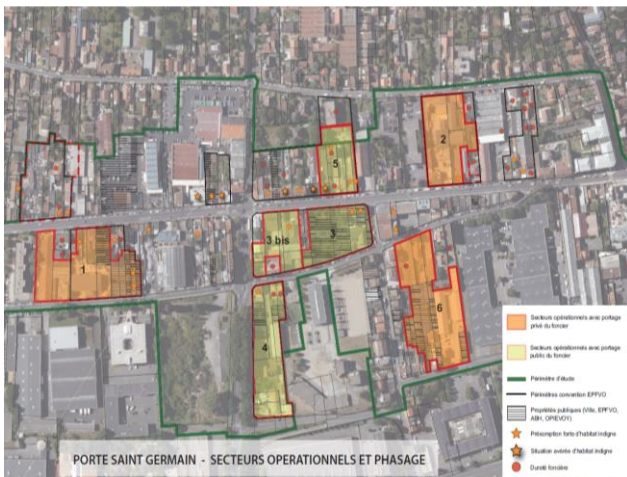 2
5
3 bis
3
1
6
4
Secteurs opérationnels avec portage
privé du foncier
Secteurs opérationnels avec portage
public du foncier
Périmètre d'étude
Périmètres convention EPFVO
Propriétés publiques (Ville, EPFVO,
ABH, OPIEVOY)
Présomption forte d'habitat indigne
Situation avérée d'habitat indigne
Dureté foncière
PORTE SAINT GERMAIN - SECTEURS OPERATIONNELS ET PHASAGE